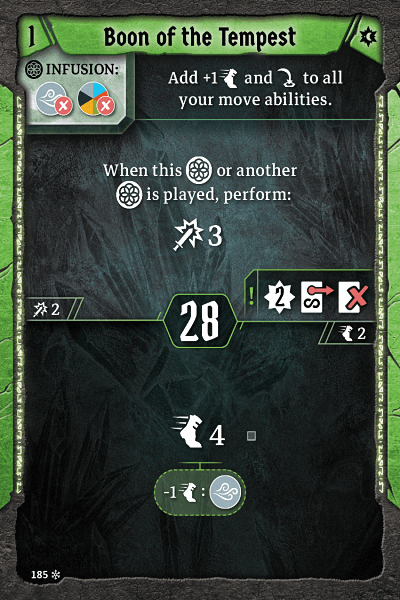 1
Boon of the Tempest
INFUSION:
Add +1 and to all
your move abilities.
When this or another
is played, perform:
3
2
28
! 2
2
4
-1 :
185